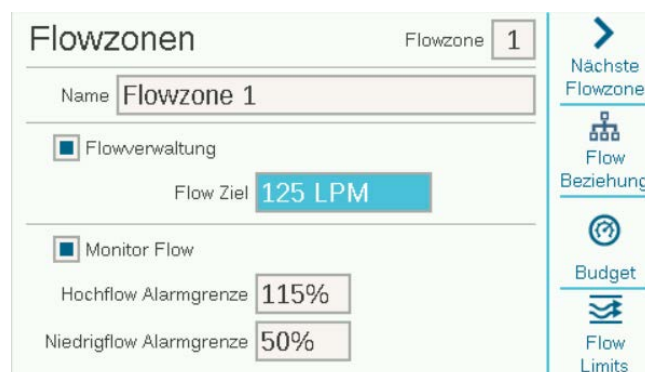 Flowzonen
Flowzone 1
Name Flowzone 1
Flowverwaltung
Flow Ziel 125 LPM
Monitor Flow
Hochflow Alarmgrenze 115%
Niedrigflow Alarmgrenze 50%
Nächste
Flowzone
Flow
Beziehung
Budget
Flow
Limits